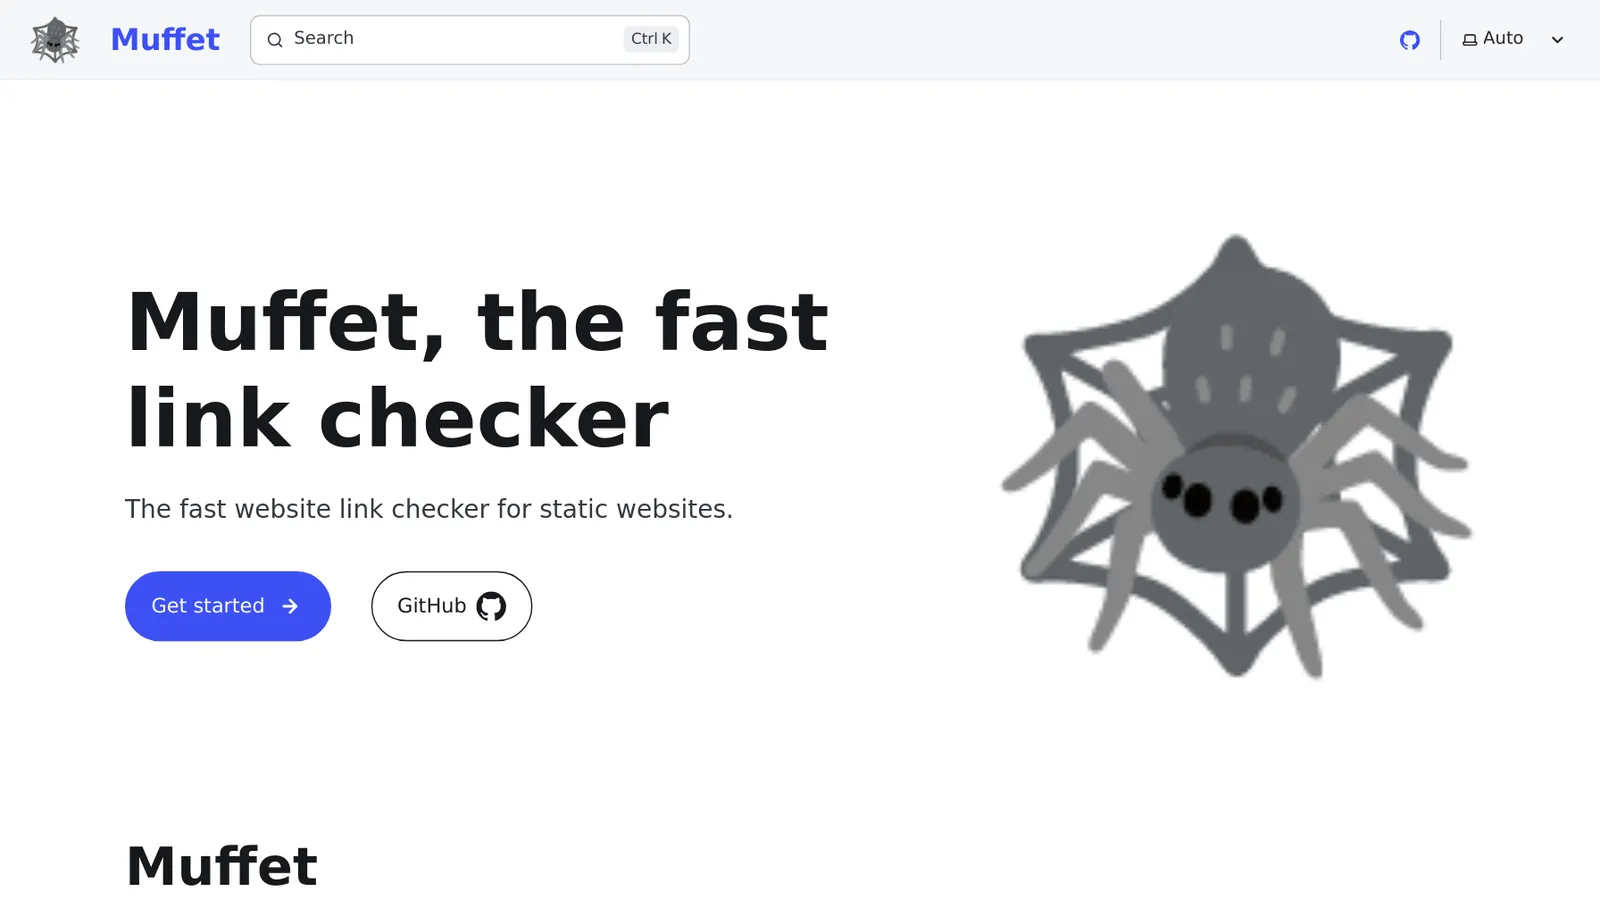 Muffet
Search
Ctrl K
Auto
Muffet, the fast
link checker
The fast website link checker for static websites.
Get started
GitHub
Muffet